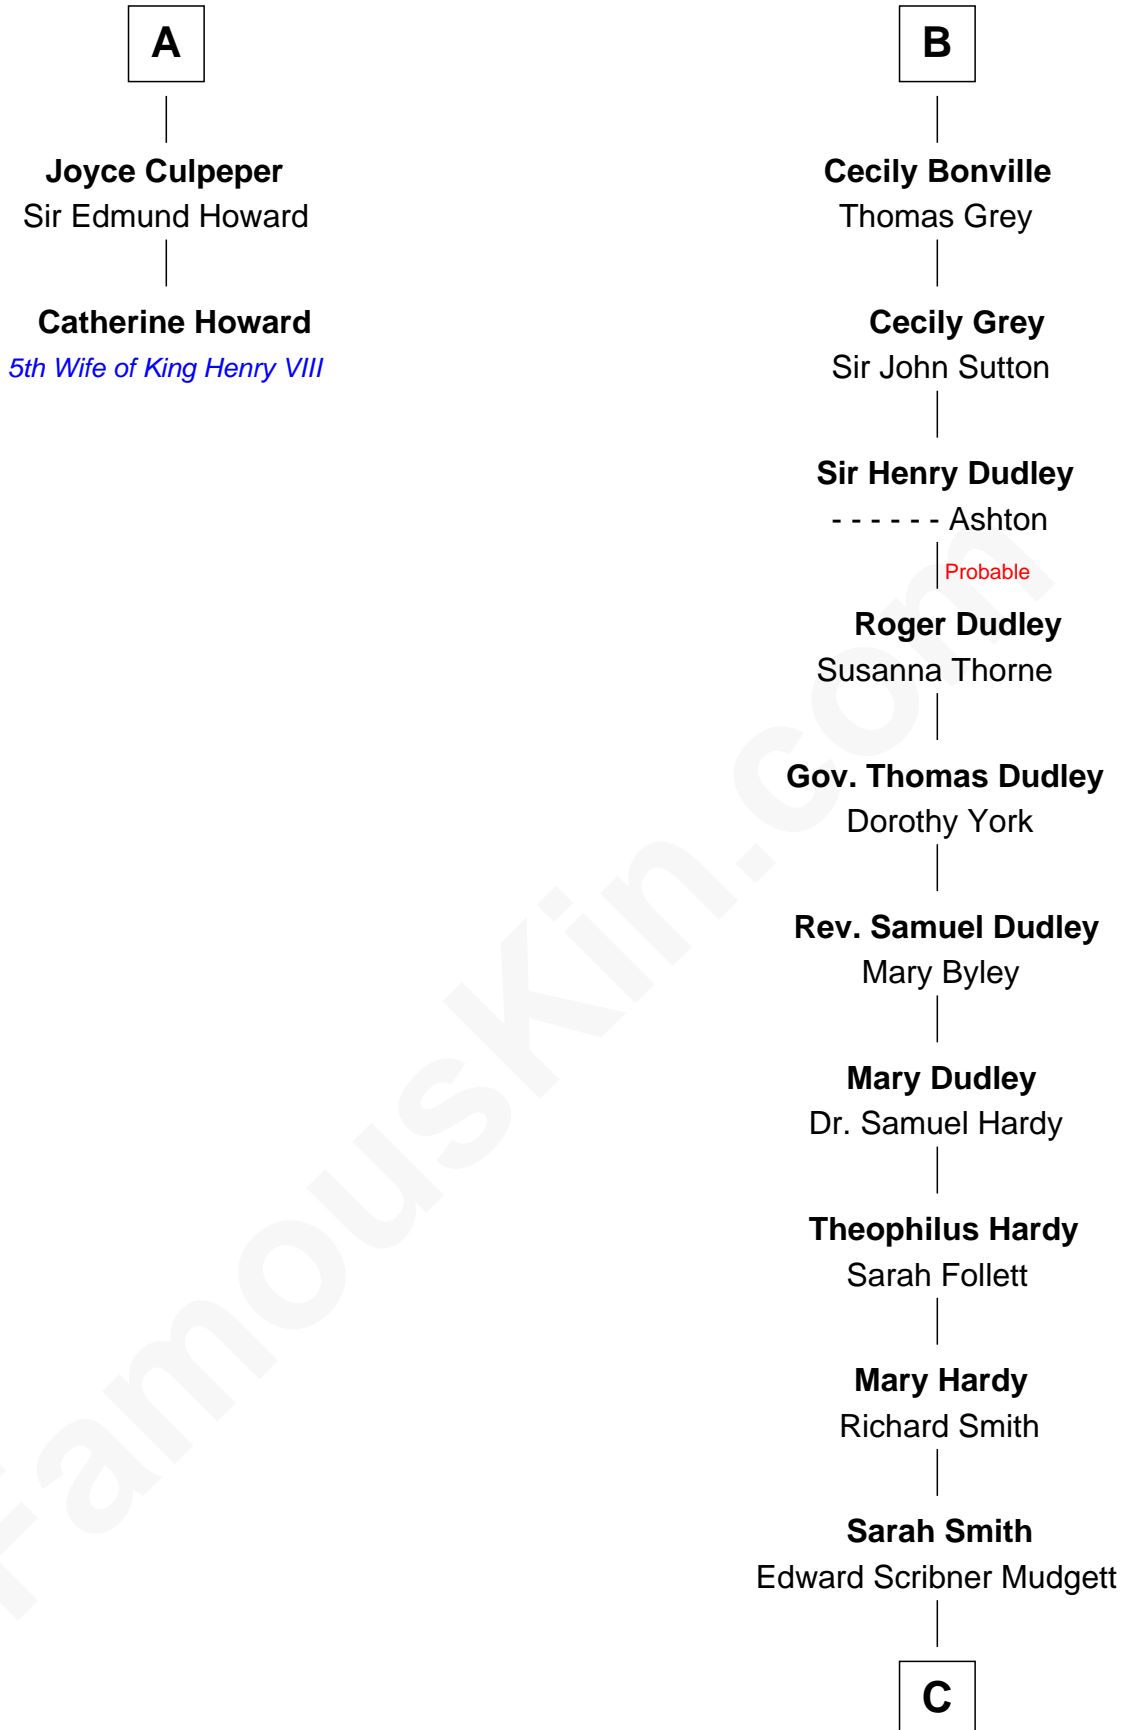 A
Joyce Culpeper
Sir Edmund Howard
Catherine Howard
5th Wife of King Henry VIII
B
Cecily Bonville
Thomas Grey
Cecily Grey
Sir John Sutton
Sir Henry Dudley
- - - - - - Ashton
Probable
Roger Dudley
Susanna Thorne
Gov. Thomas Dudley
Dorothy York
Rev. Samuel Dudley
Mary Byley
Mary Dudley
Dr. Samuel Hardy
Theophilus Hardy
Sarah Follett
Mary Hardy
Richard Smith
Sarah Smith
Edward Scribner Mudgett
C
FamousKin.com